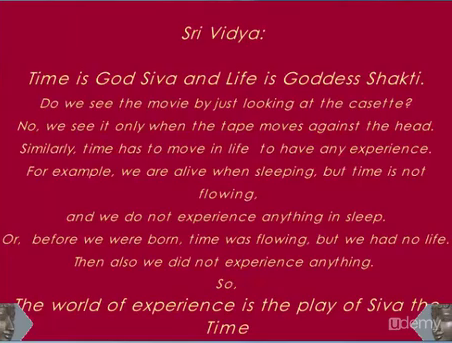 Sri Vidya:
Time is God Siva and Life is Goddess Shakti.
Do we see the movie by just looking at the casette?
No, we see it only when the tape moves against the head.
Similarly, time has to move in life to have any experience.
For example, we are alive when sleeping, but time is not
flowing,
and we do not experience anything in sleep.
Or, before we were born, time was flowing, but we had no life.
Then also we did not experience anything.
So,
The world of experience is the play of Siva the
Time
udemy